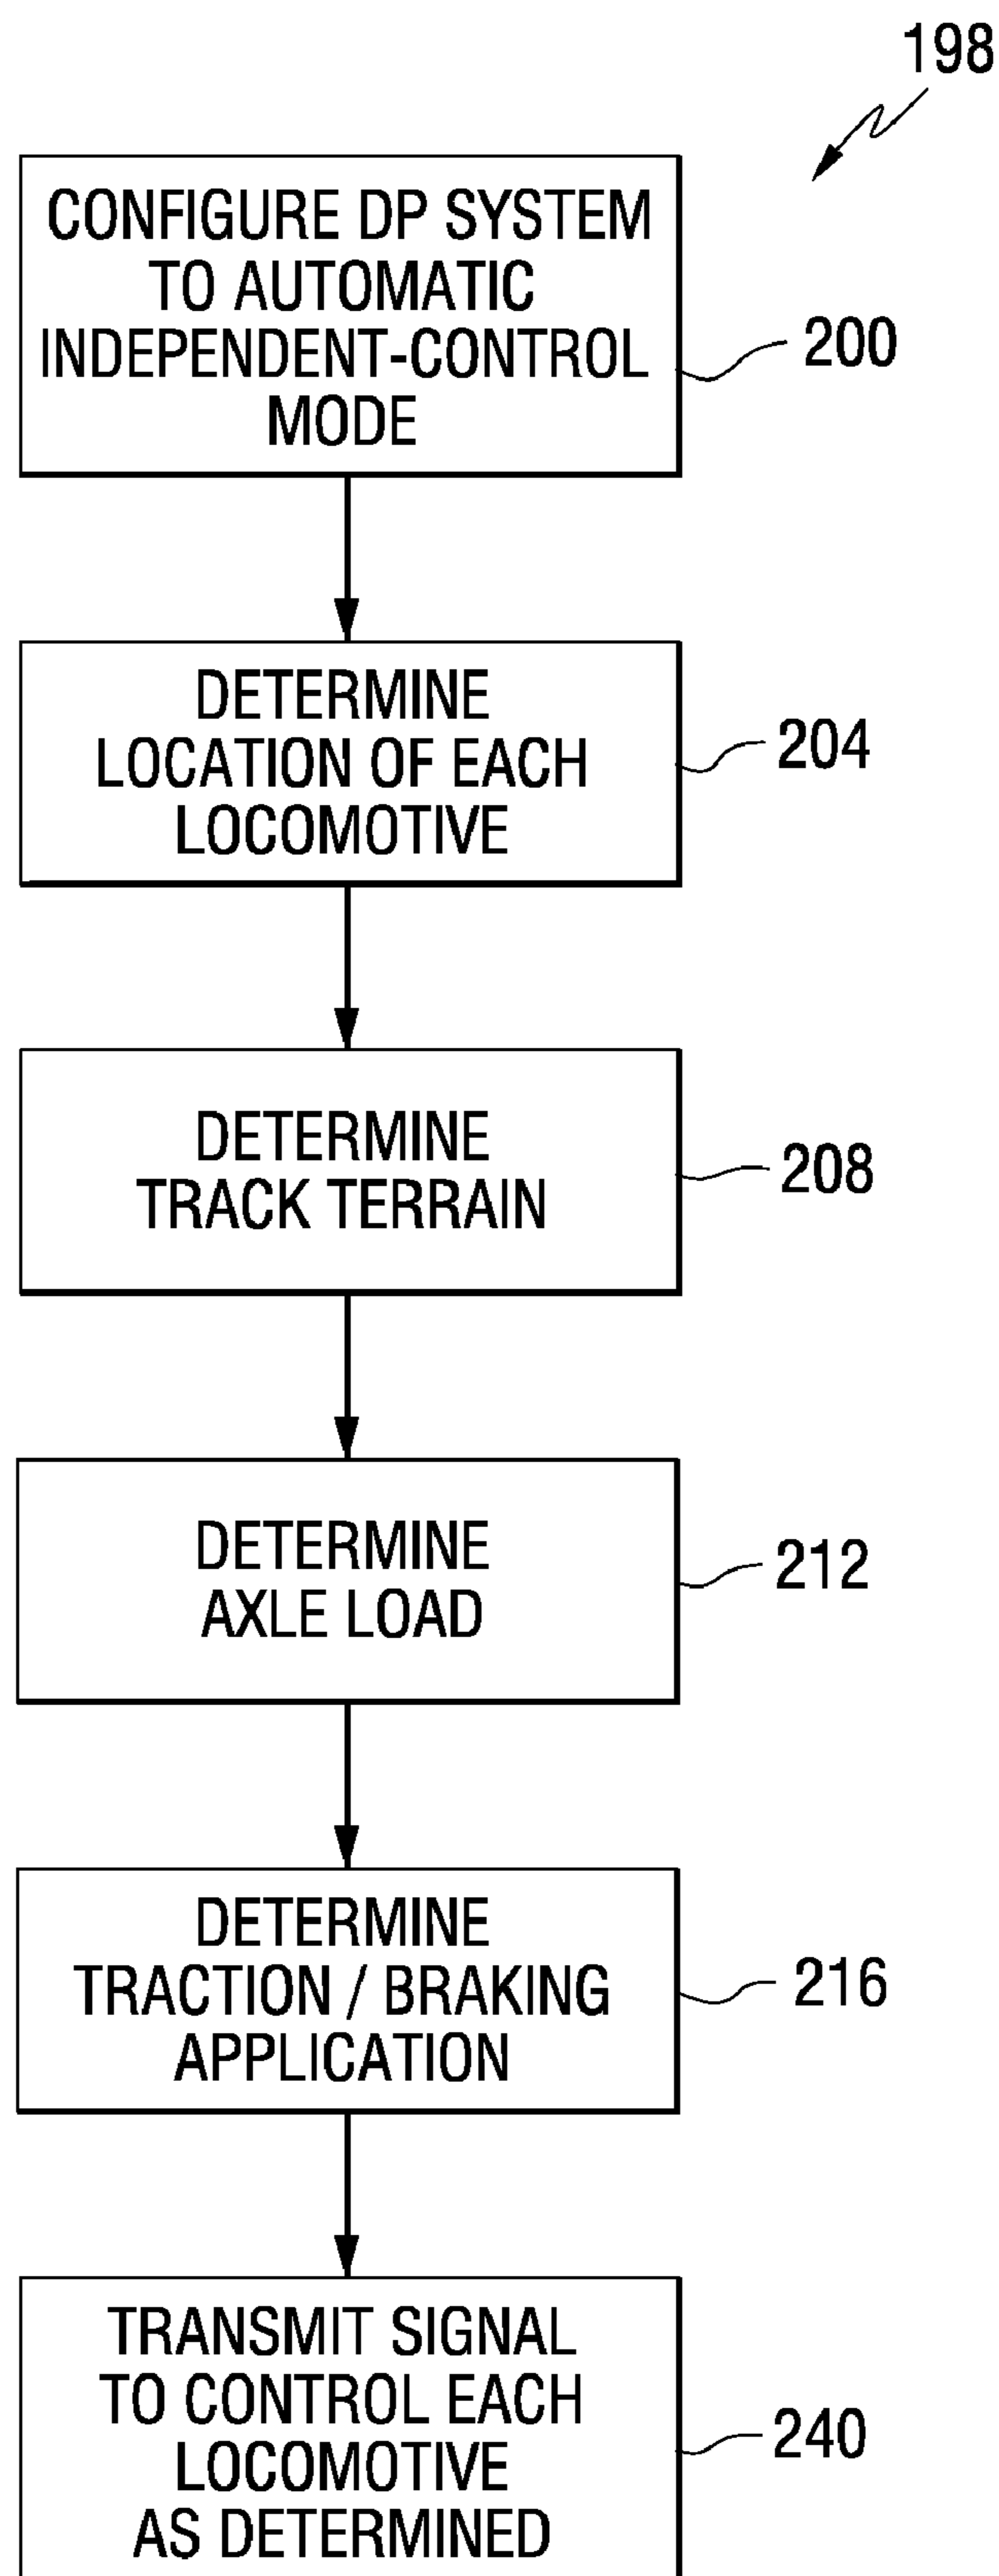 198
CONFIGURE DP SYSTEM
TO AUTOMATIC
INDEPENDENT-CONTROL
MODE
200
DETERMINE
LOCATION OF EACH
LOCOMOTIVE
204
DETERMINE
TRACK TERRAIN
208
DETERMINE
AXLE LOAD
212
DETERMINE
TRACTION / BRAKING
APPLICATION
216
TRANSMIT SIGNAL
TO CONTROL EACH
LOCOMOTIVE
AS DETERMINED
240